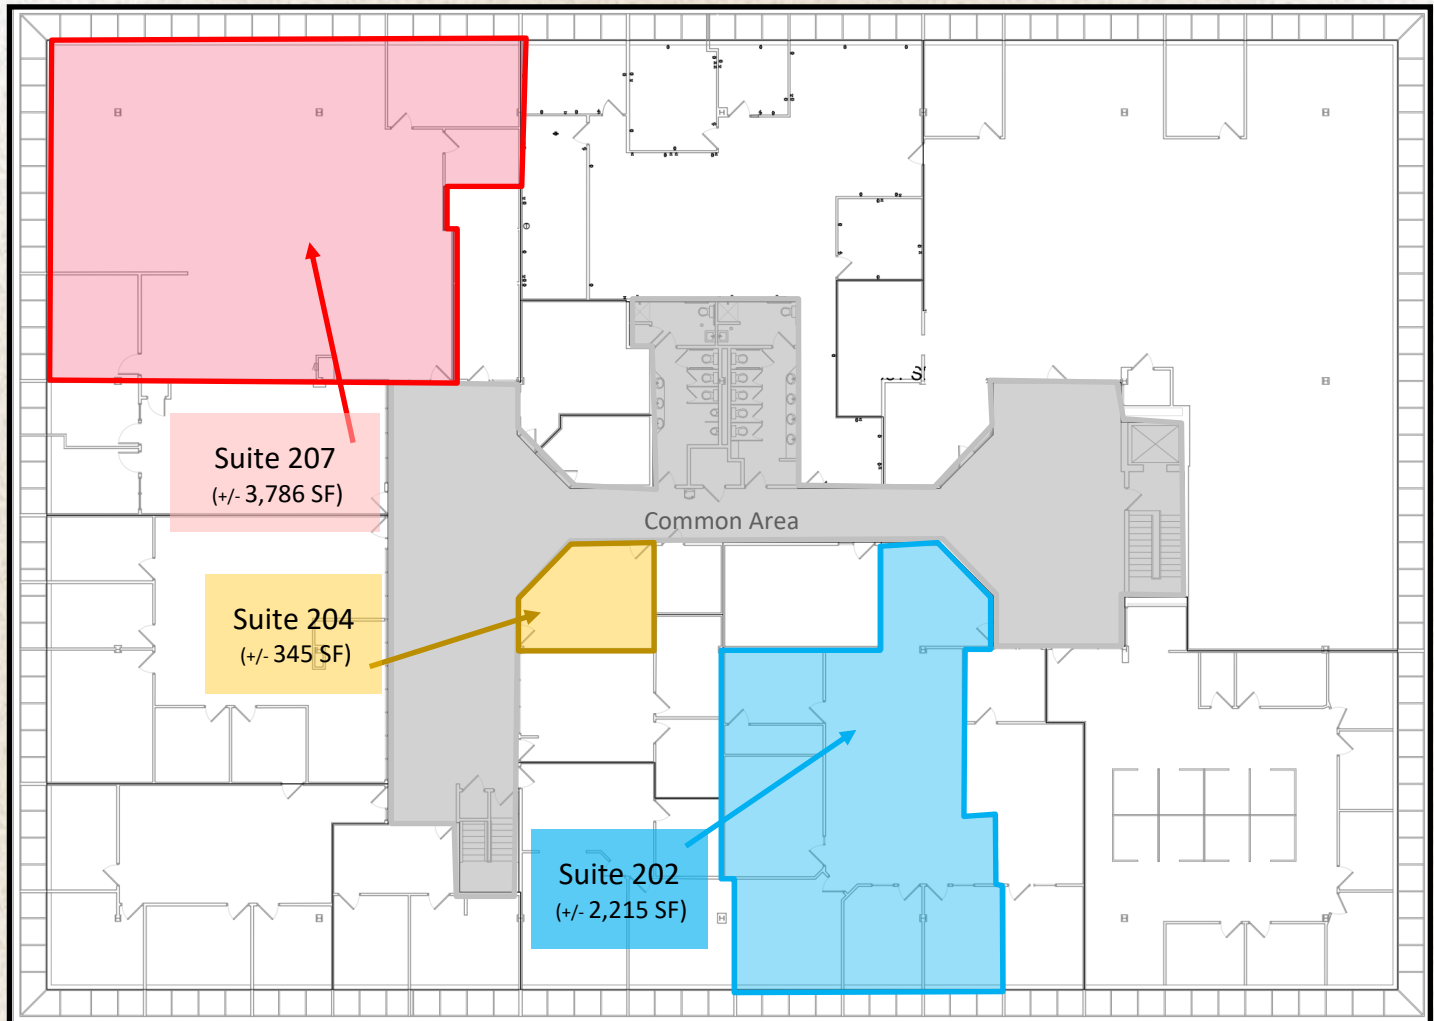 Suite 207
(+/- 3,786 SF)
Common Area
Suite 204
(+/- 345 SF)
Suite 202
(+/- 2,215 SF)